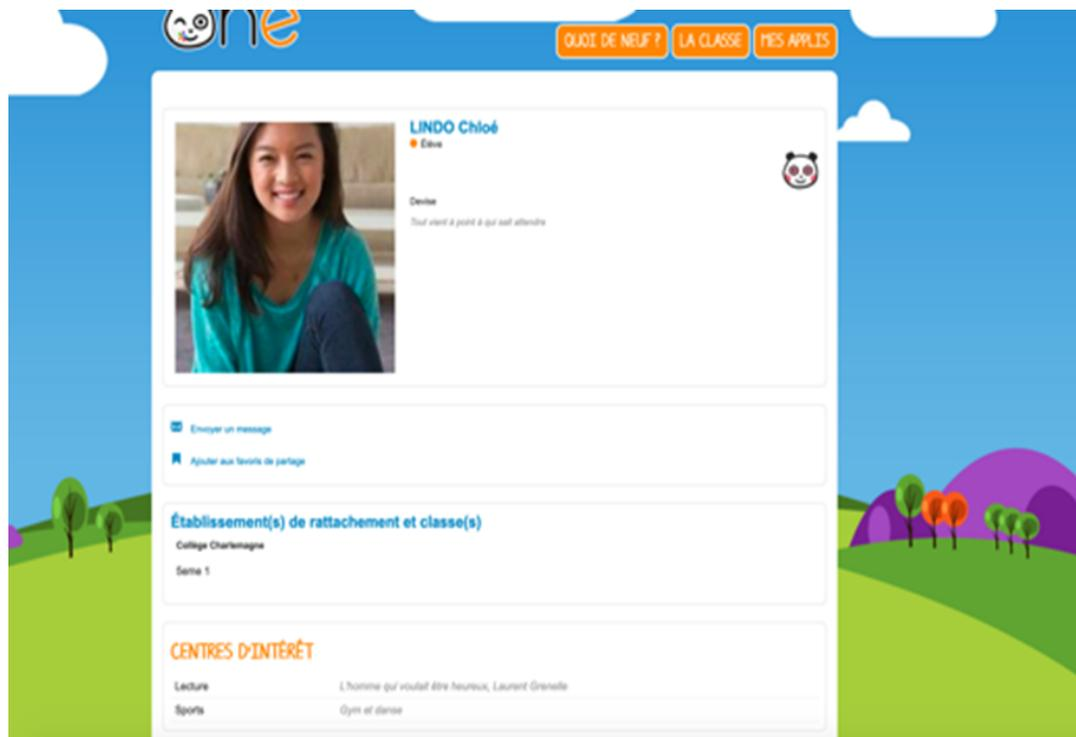 One
QUOI DE NEUF ?
LA CLASSE
MES APPLIS
LINDO Chloé
Élève
Devise
Tout vient à point à qui sait attendre
Envoyer un message
Ajouter aux favoris de partage
Établissement(s) de rattachement et classe(s)
Collège Charlemagne
5eme 1
CENTRES D'INTÉRÊT
Lecture L'homme qui voulait être heureux, Laurent Grenelle
Sports Gym et danse